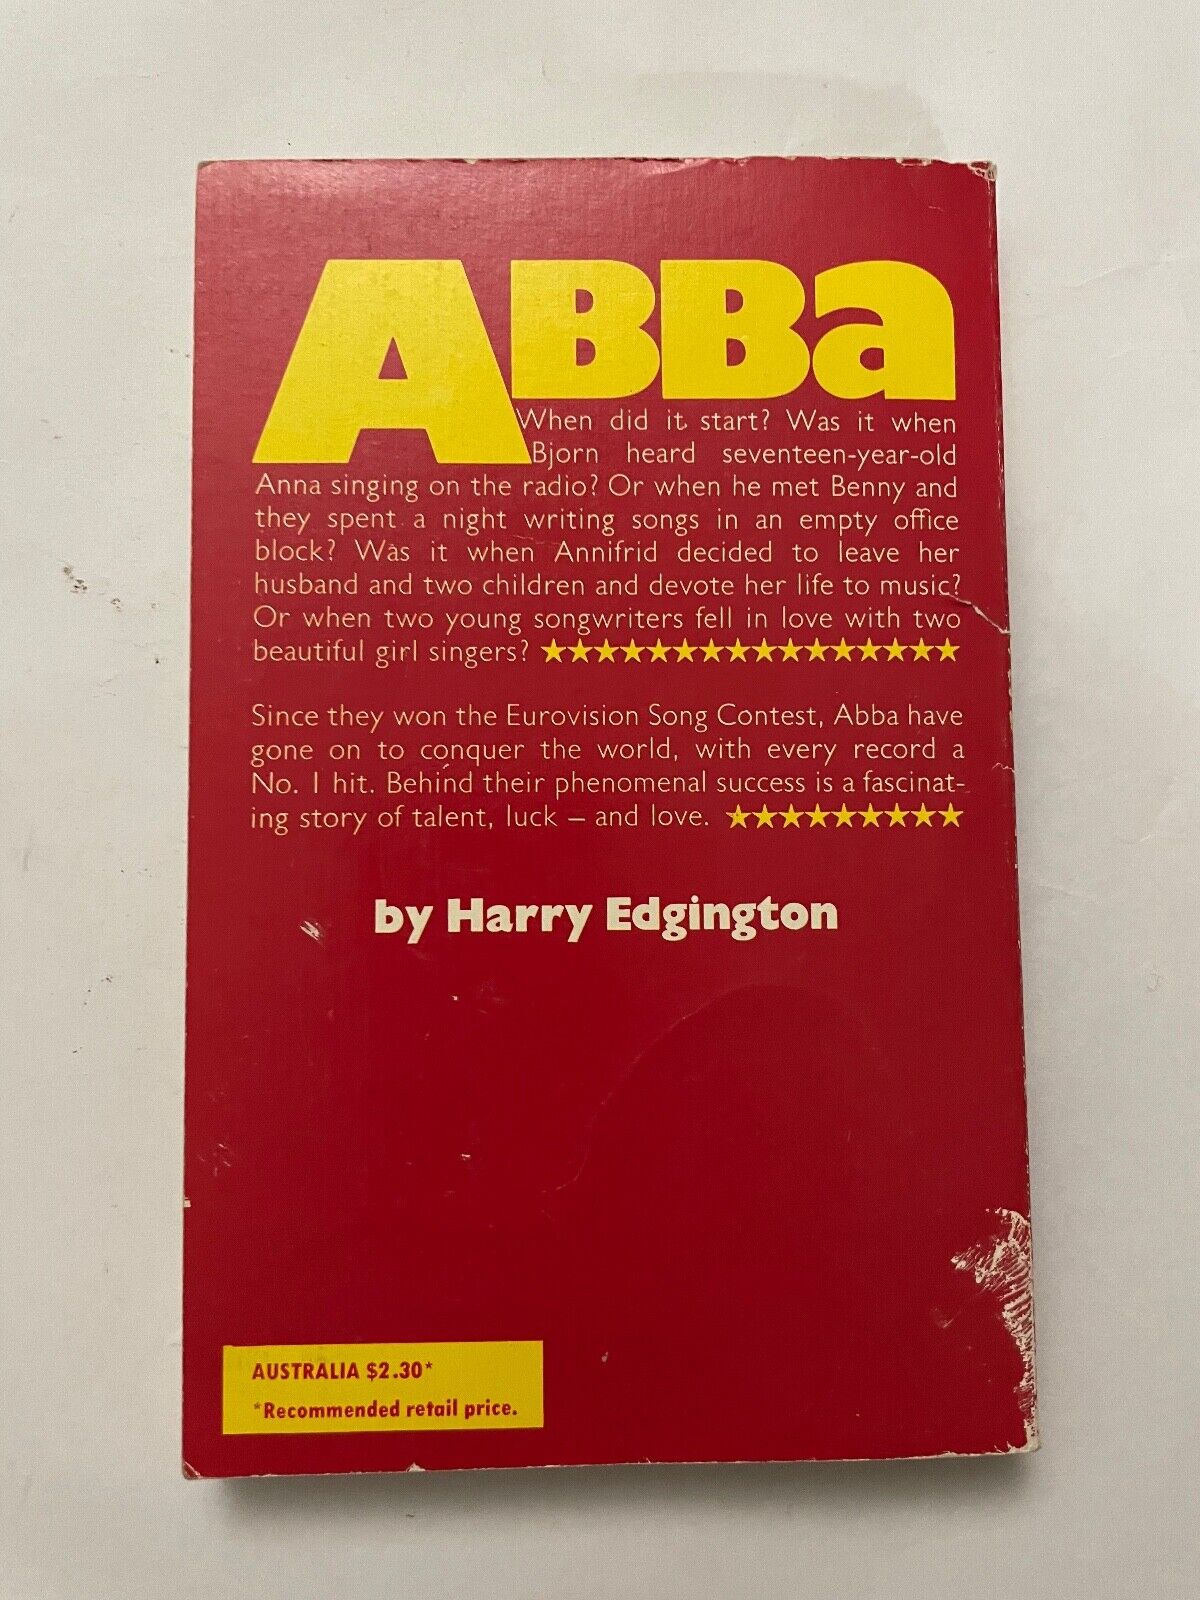 ABBa
When did it start? Was it when
Bjorn heard seventeen-year-old
Anna singing on the radio? Or when he met Benny and
they spent a night writing songs in an empty office
block? Was it when Annifrid decided to leave her
husband and two children and devote her life to music?
Or when two young songwriters fell in love with two
beautiful girl singers? ★★★★★★★★★★★★★★★★
Since they won the Eurovision Song Contest, Abba have
gone on to conquer the world, with every record a
No. 1 hit. Behind their phenomenal success is a fascinat-
ing story of talent, luck – and love. ★★★★★★★★★
by Harry Edgington
AUSTRALIA $2.30*
*Recommended retail price.